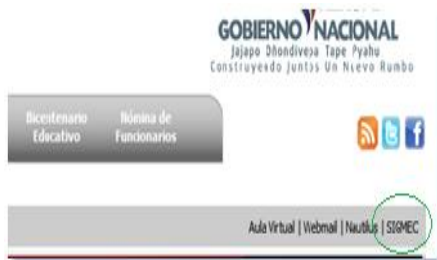 GOBIERNO NACIONAL
Jajapo Ñondivepa Tape Pyahu
Construyendo Juntos Un Nuevo Rumbo
Bicentenario Educativo
Nómina de Funcionarios
Aula Virtual | Webmail | Nautilus | SIGMEC